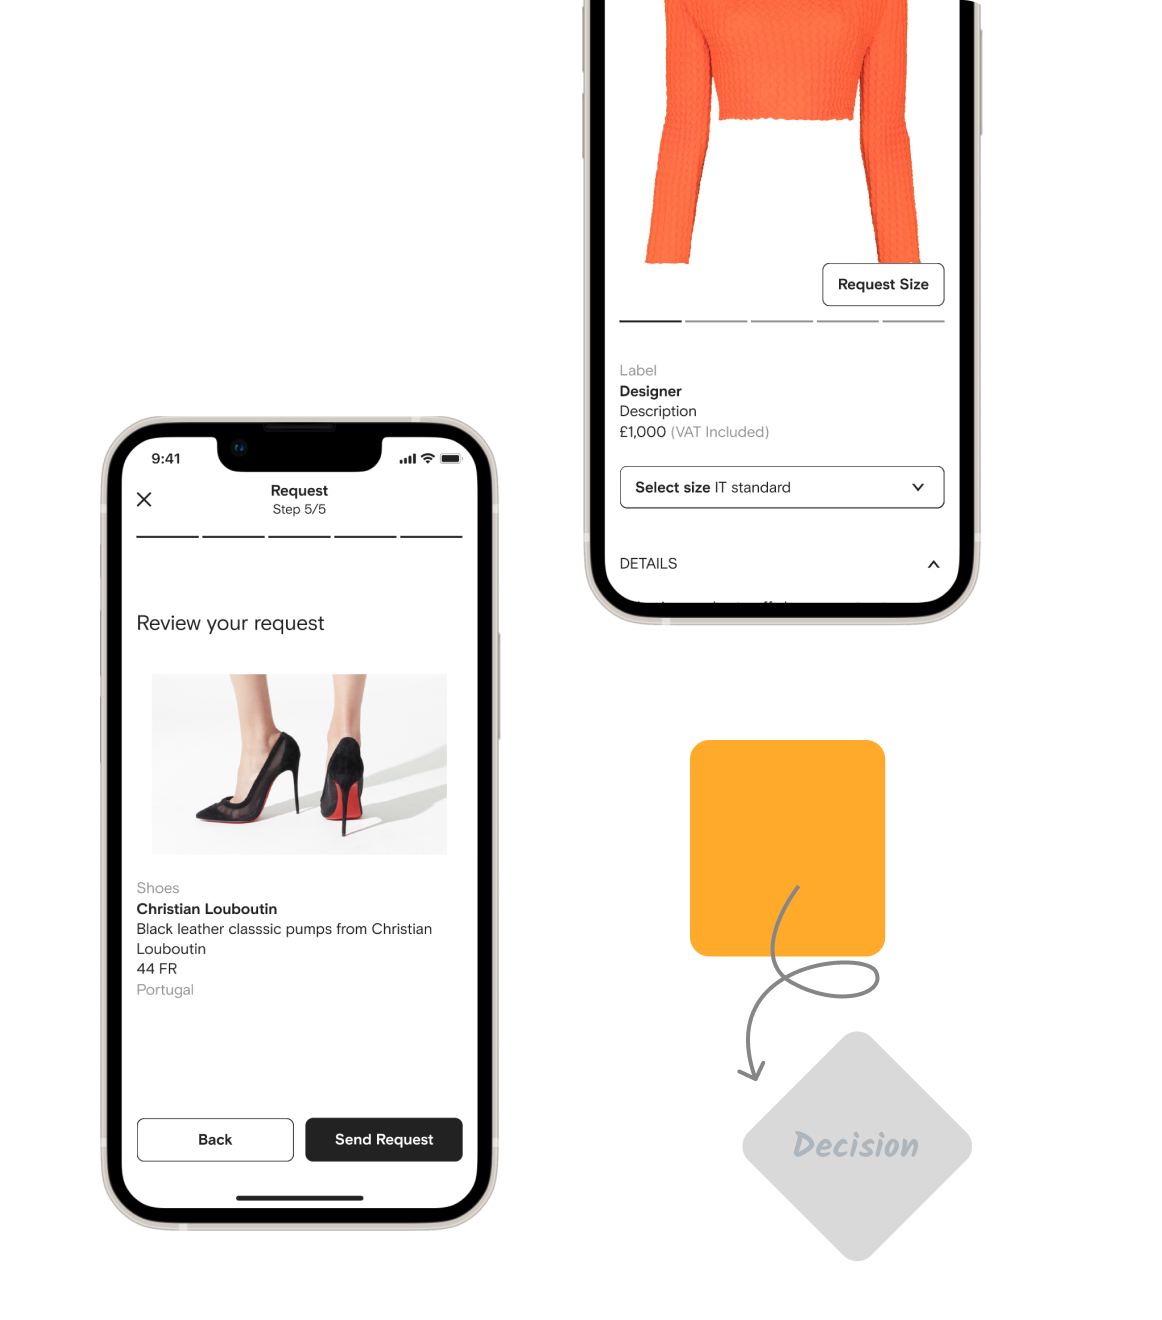 Request Size
Label
Designer
Description
£1,000 (VAT Included)
Select size IT standard
DETAILS
9:41
Request
Step 5/5
Review your request
Shoes
Christian Louboutin
Black leather classsic pumps from Christian
Louboutin
44 FR
Portugal
Back
Send Request
Decision